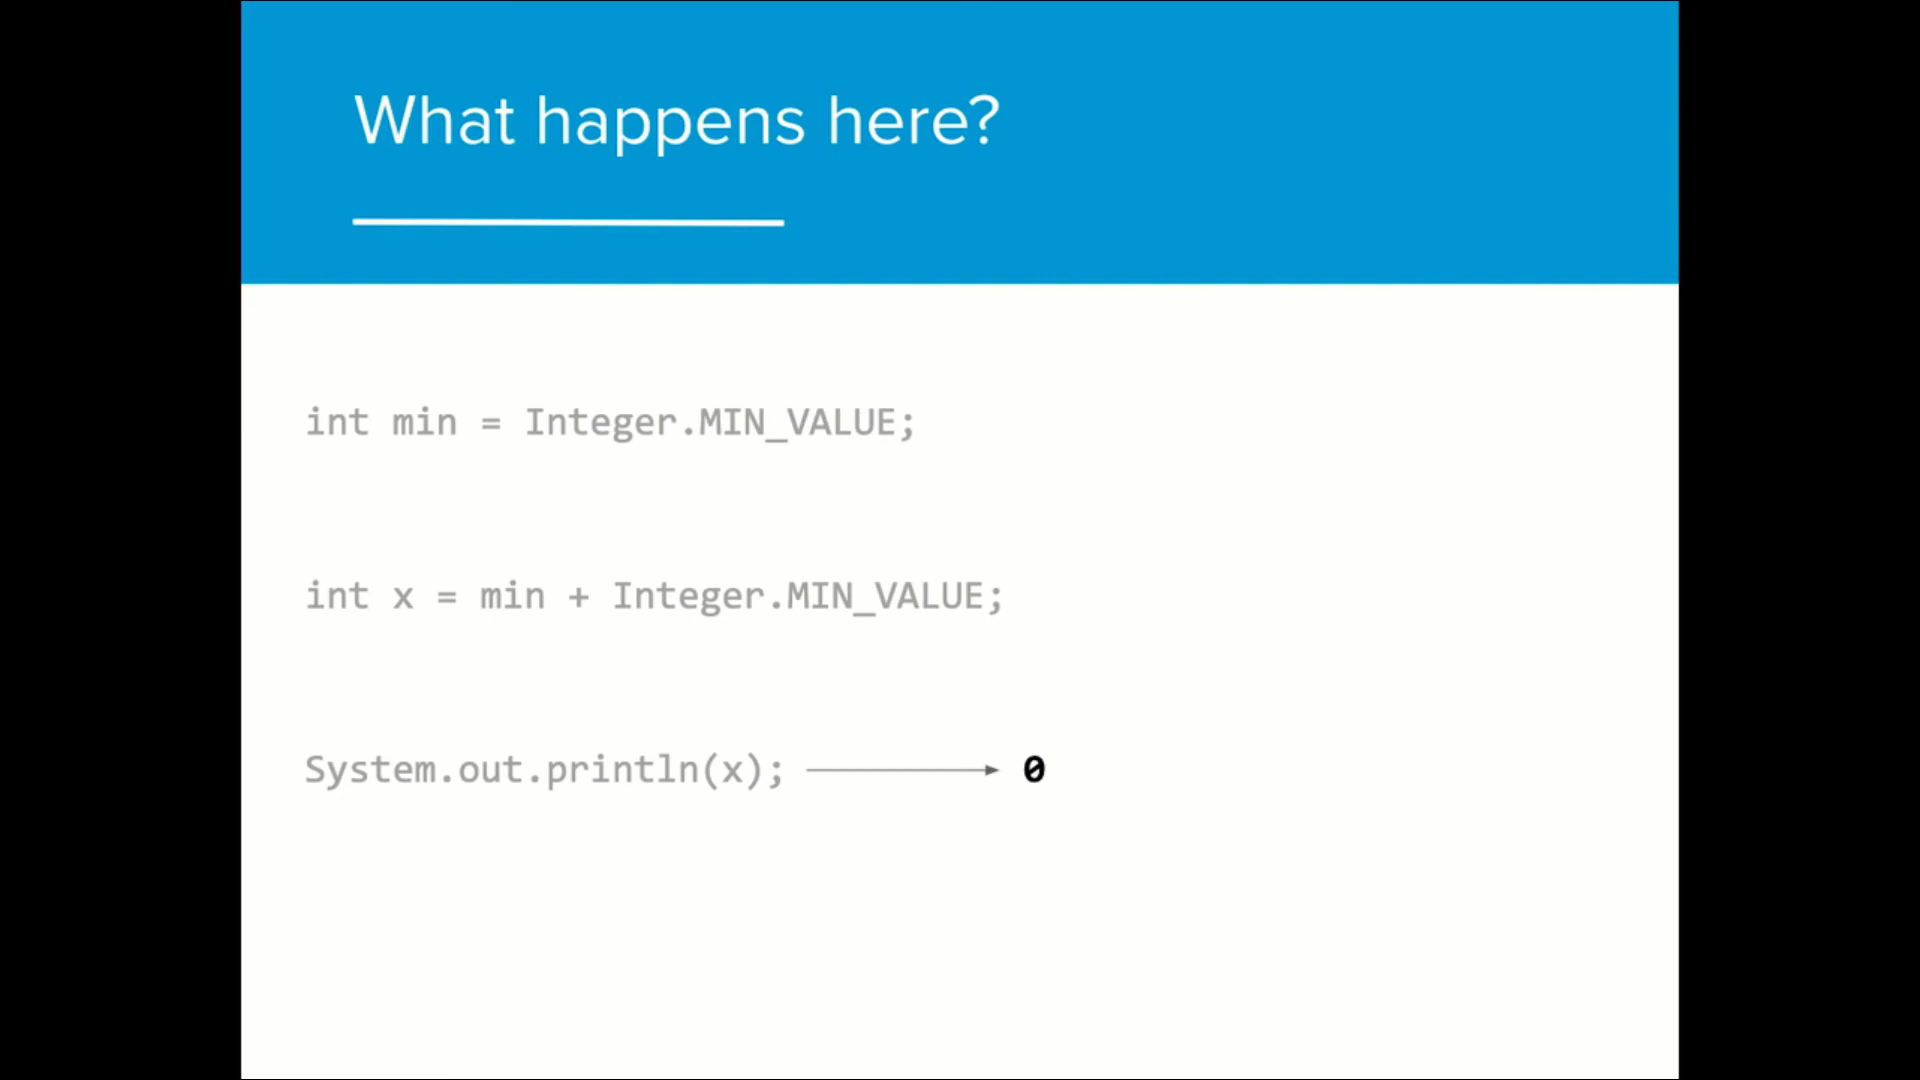 What happens here?
int min = Integer.MIN_VALUE;
int x = min + Integer.MIN_VALUE;
System.out.println(x); 0